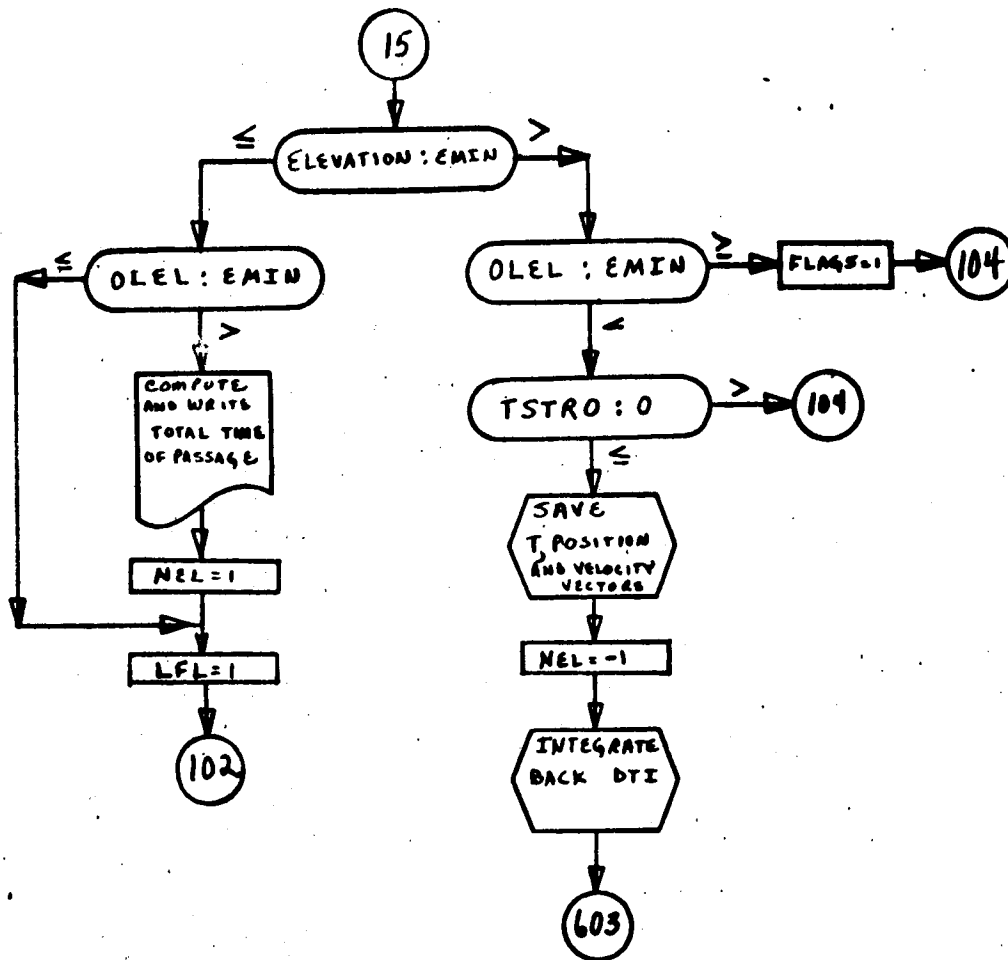 15
≤
ELEVATION : EMIN
>
≤
OLEL : EMIN
>
COMPUTE
AND WRITE
TOTAL TIME
OF PASSAGE
NEL = 1
LFL = 1
102
OLEL : EMIN
≥
FLAG5=1
104
<
TSTRO : 0
>
104
≤
SAVE
T, POSITION
AND VELOCITY
VECTORS
NEL = -1
INTEGRATE
BACK DTI
603